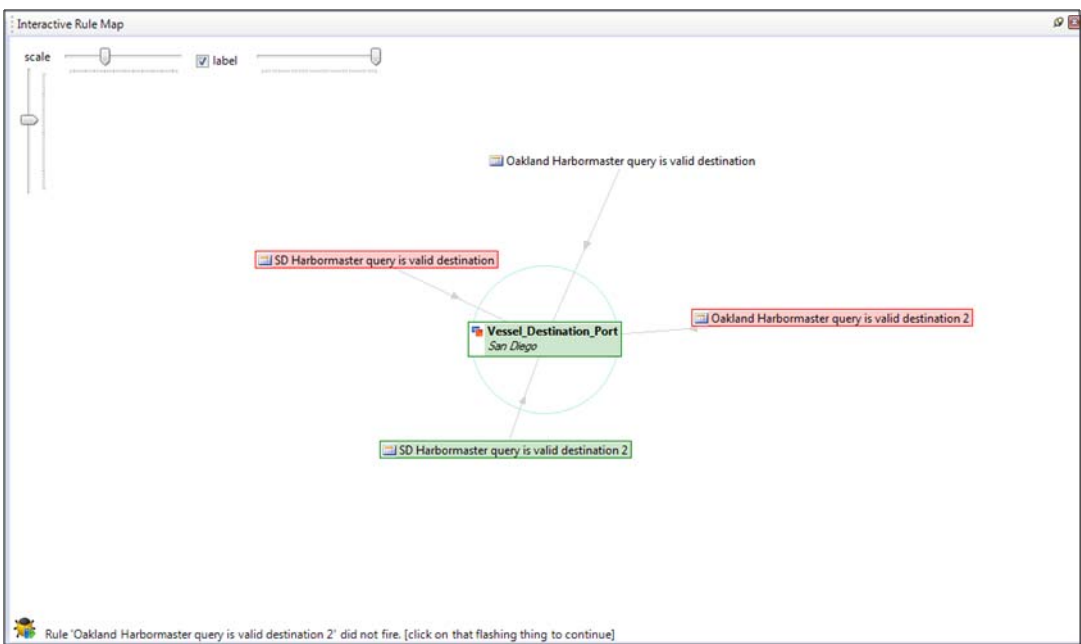 Interactive Rule Map
scale
label
Oakland Harbormaster query is valid destination
SD Harbormaster query is valid destination
Oakland Harbormaster query is valid destination 2
Vessel_Destination_Port
San Diego
SD Harbormaster query is valid destination 2
Rule 'Oakland Harbormaster query is valid destination 2' did not fire. [click on that flashing thing to continue]